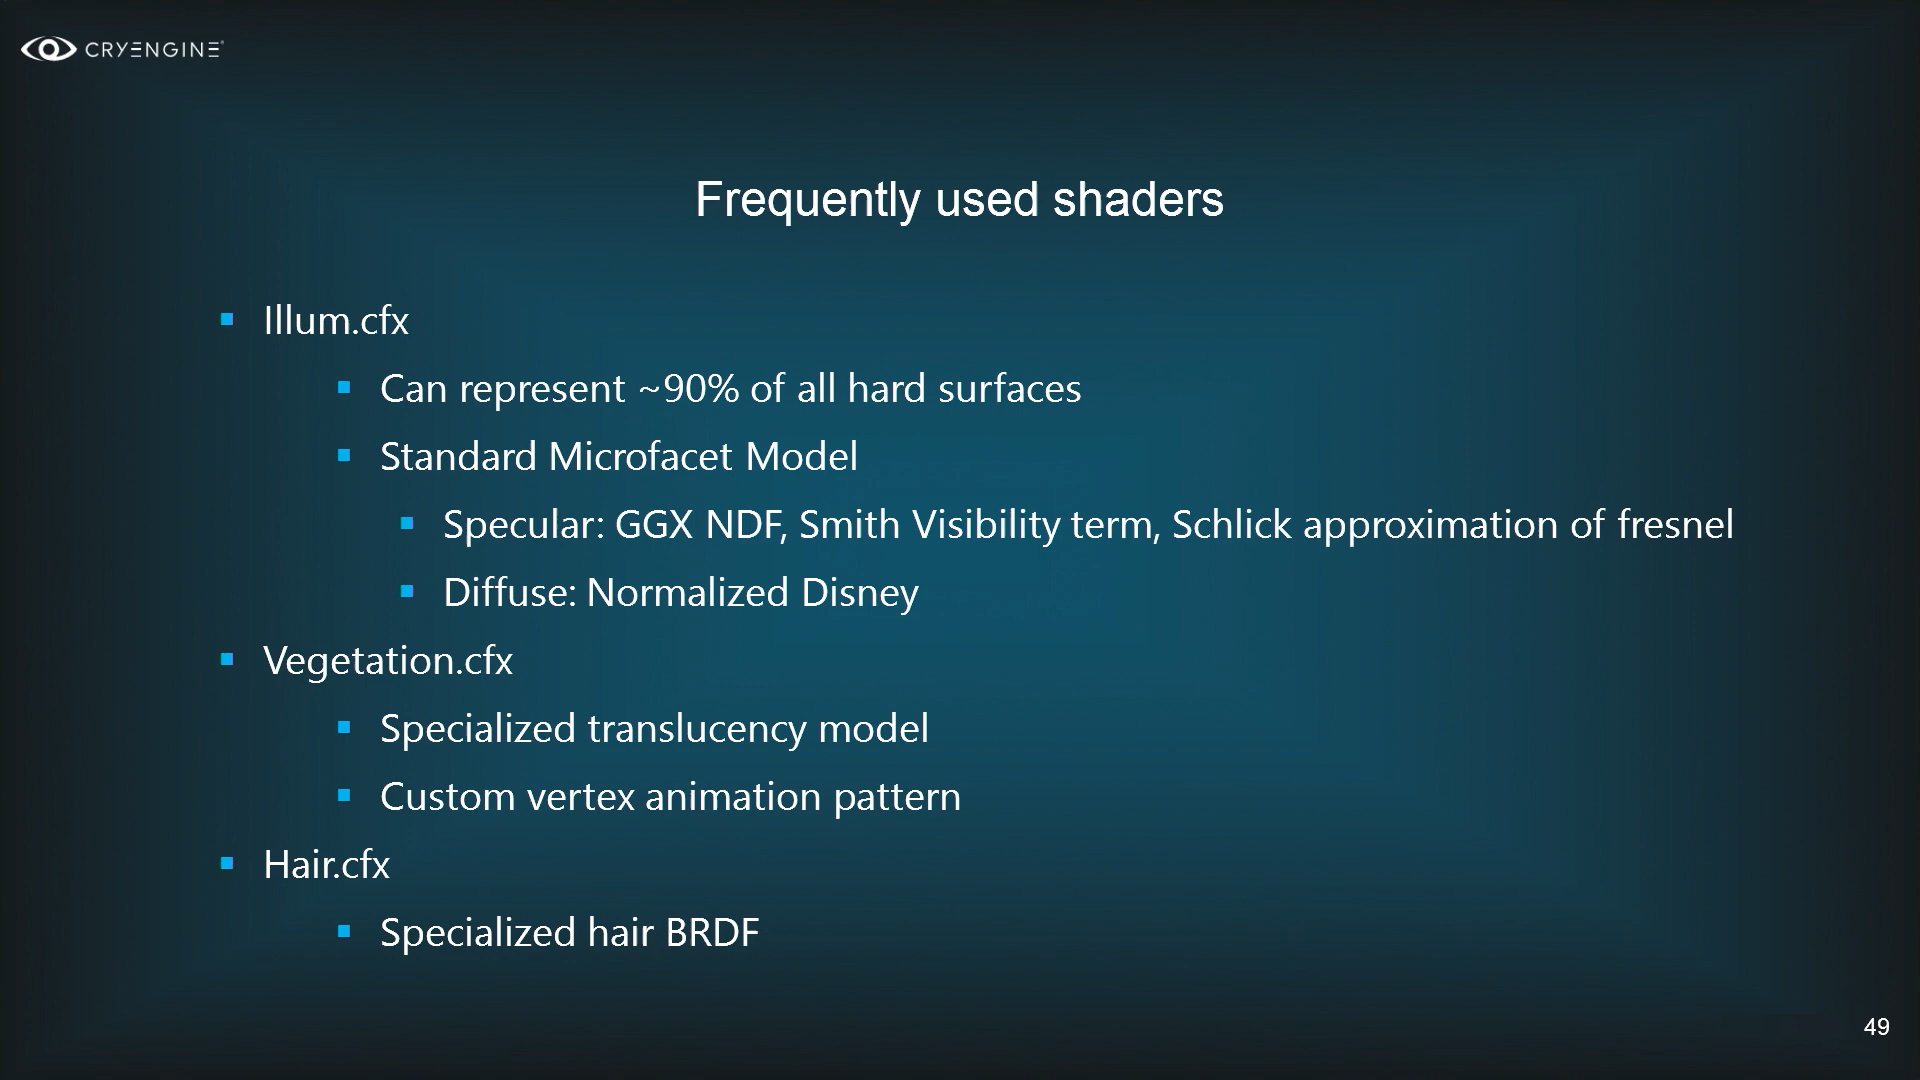 CRYENGINE
Frequently used shaders
Illum.cfx
Can represent ~90% of all hard surfaces
Standard Microfacet Model
Specular: GGX NDF, Smith Visibility term, Schlick approximation of fresnel
Diffuse: Normalized Disney
Vegetation.cfx
Specialized translucency model
Custom vertex animation pattern
Hair.cfx
Specialized hair BRDF
49